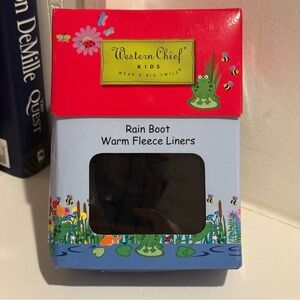 n DeMille
Quest
Western Chief
KIDS
WEAR A BIG SMILE
Rain Boot
Warm Fleece Liners